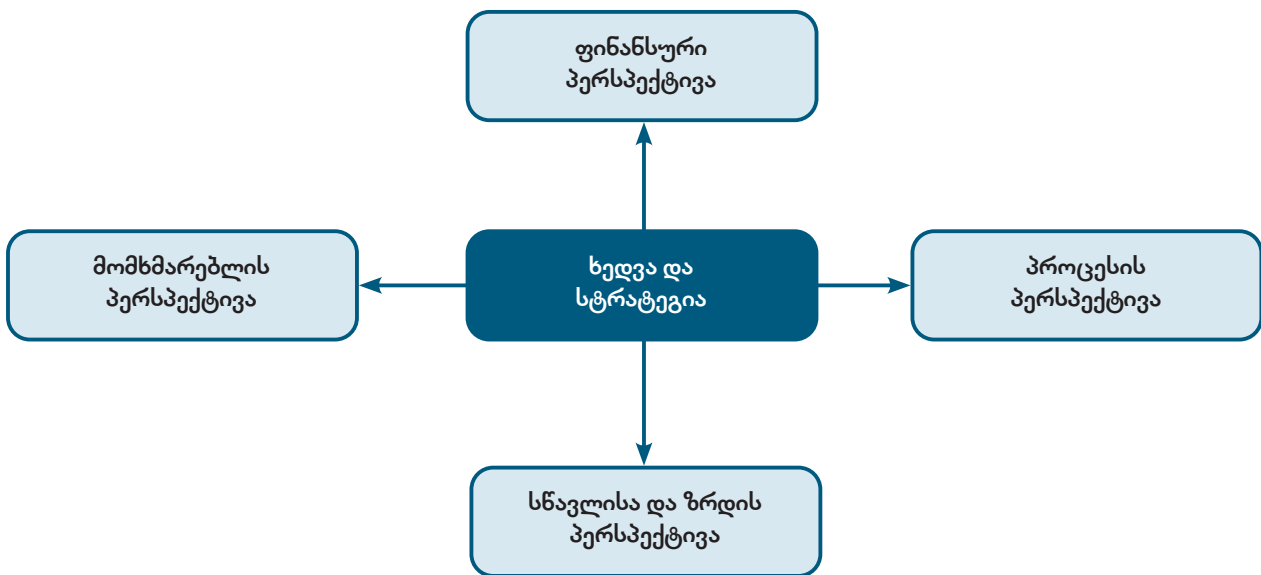 ფინანსური
პერსპექტივა
მომხმარებლის
პერსპექტივა
ხედვა და
სტრატეგია
პროცესის
პერსპექტივა
სწავლისა და ზრდის
პერსპექტივა